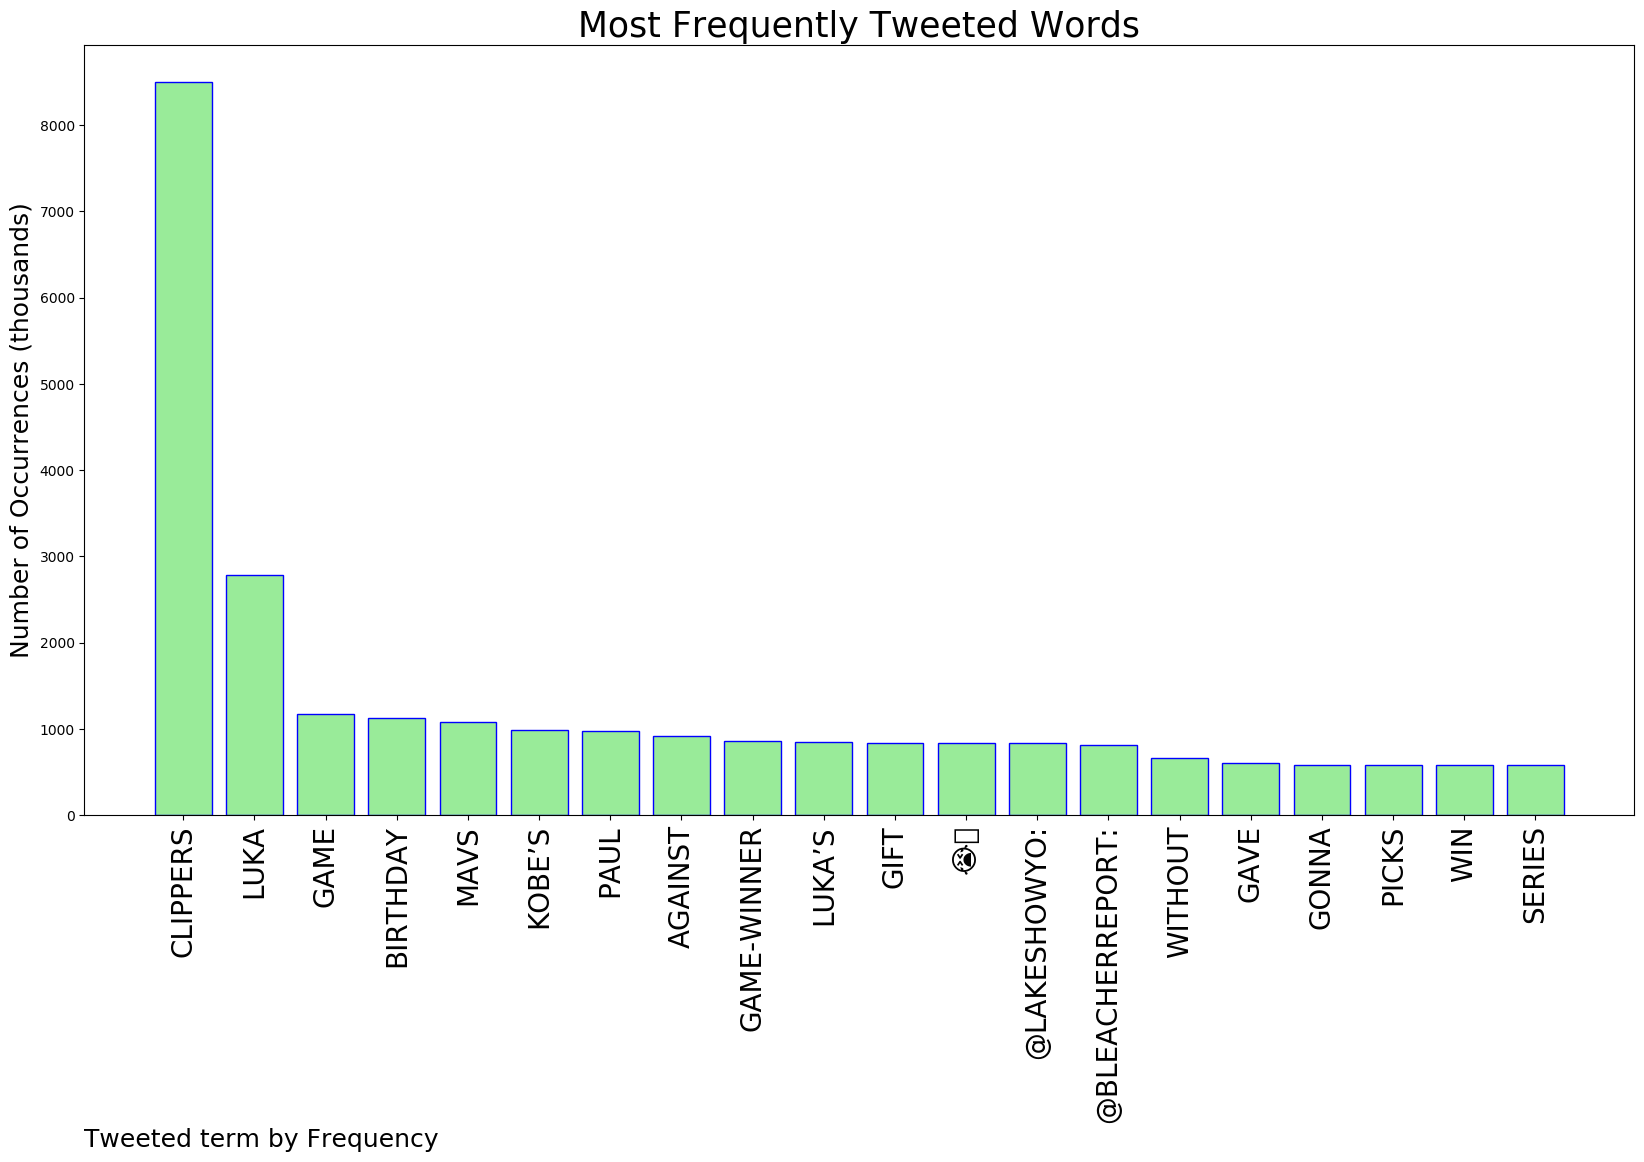 Most Frequently Tweeted Words
Number of Occurrences (thousands)
8000
7000
6000
5000
4000
3000
2000
1000
0
CLIPPERS
LUKA
GAME
BIRTHDAY
MAVS
KOBE’S
PAUL
AGAINST
GAME-WINNER
LUKA’S
GIFT
😭
@LAKESHOWYO:
@BLEACHERREPORT:
WITHOUT
GAVE
GONNA
PICKS
WIN
SERIES
Tweeted term by Frequency